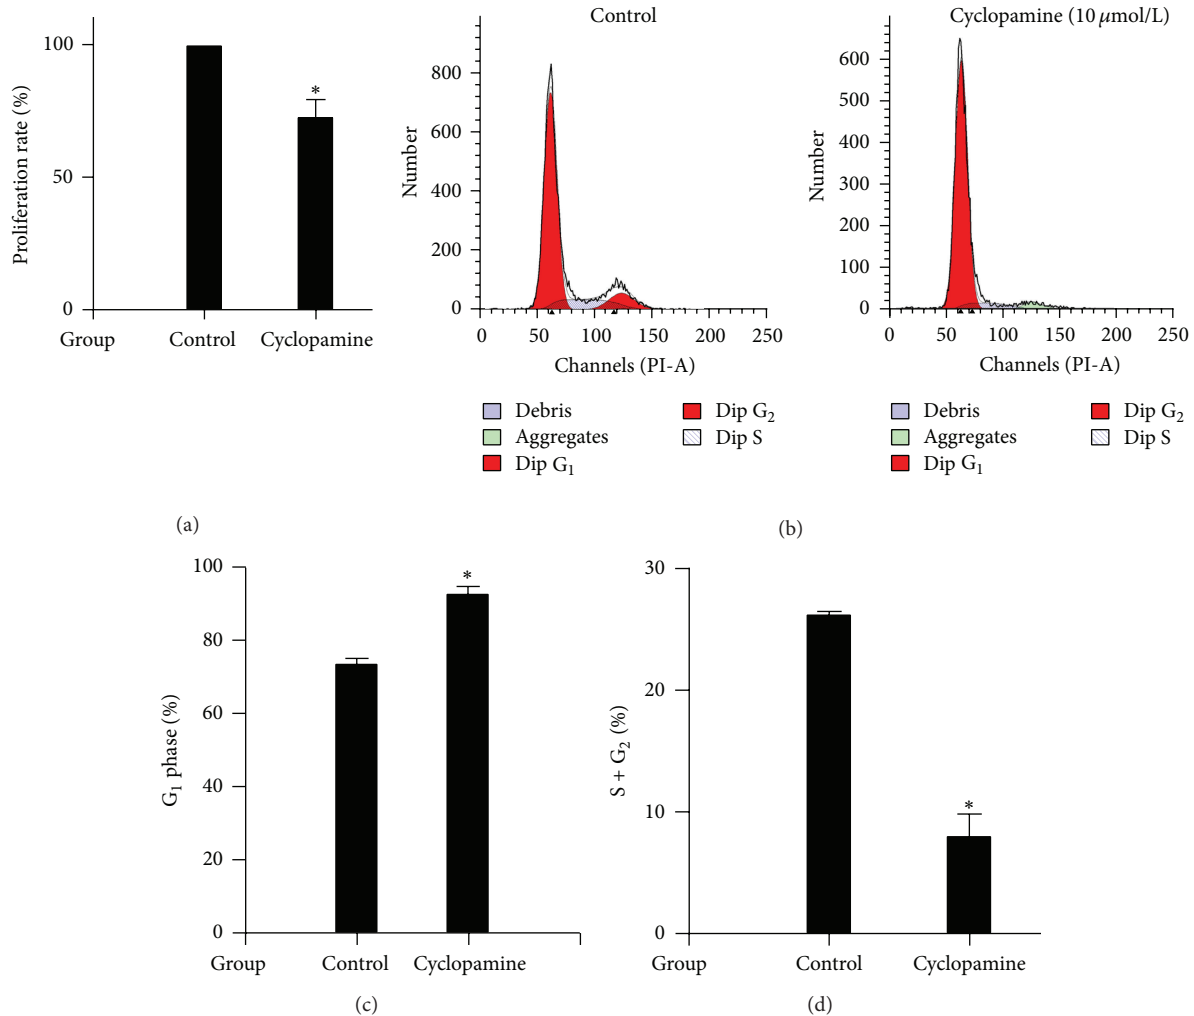 Proliferation rate (%)
100
50
0
*
Group Control Cyclopamine
(a)
Control
Number
800
600
400
200
0
0 50 100 150 200 250
Channels (PI-A)
Debris
Aggregates
Dip G1
Dip G2
Dip S
Cyclopamine (10 μmol/L)
Number
600
500
400
300
200
100
0
0 50 100 150 200 250
Channels (PI-A)
Debris
Aggregates
Dip G1
Dip G2
Dip S
(b)
G1 phase (%)
100
80
60
40
20
0
*
Group Control Cyclopamine
(c)
S + G2 (%)
30
20
10
0
*
Group Control Cyclopamine
(d)